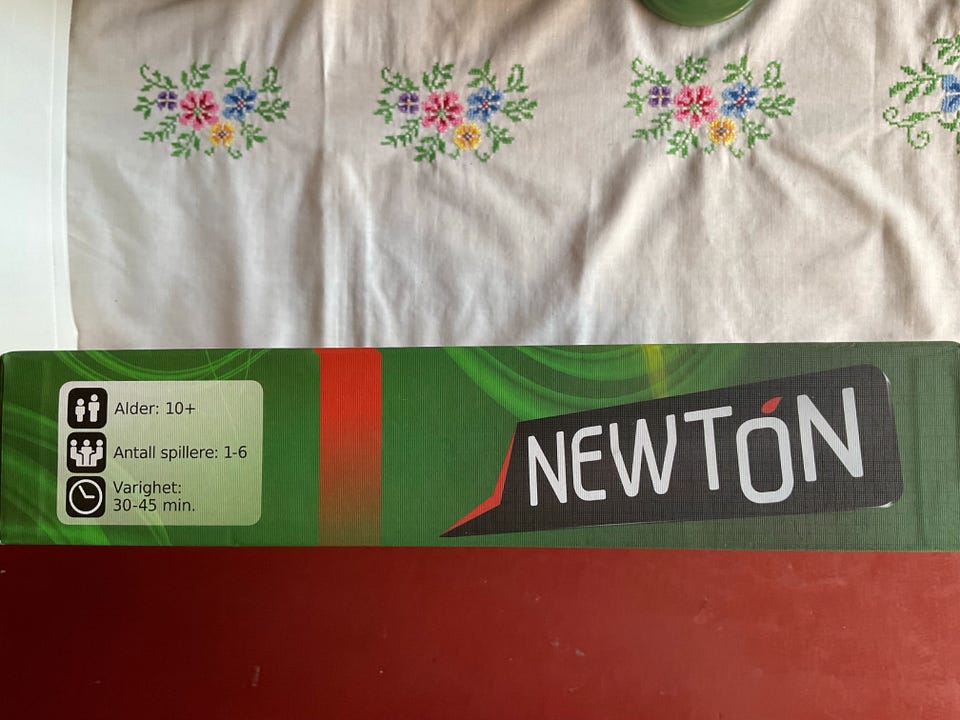 Alder: 10+
Antall spillere: 1-6
Varighet:
30-45 min.
NEWTON